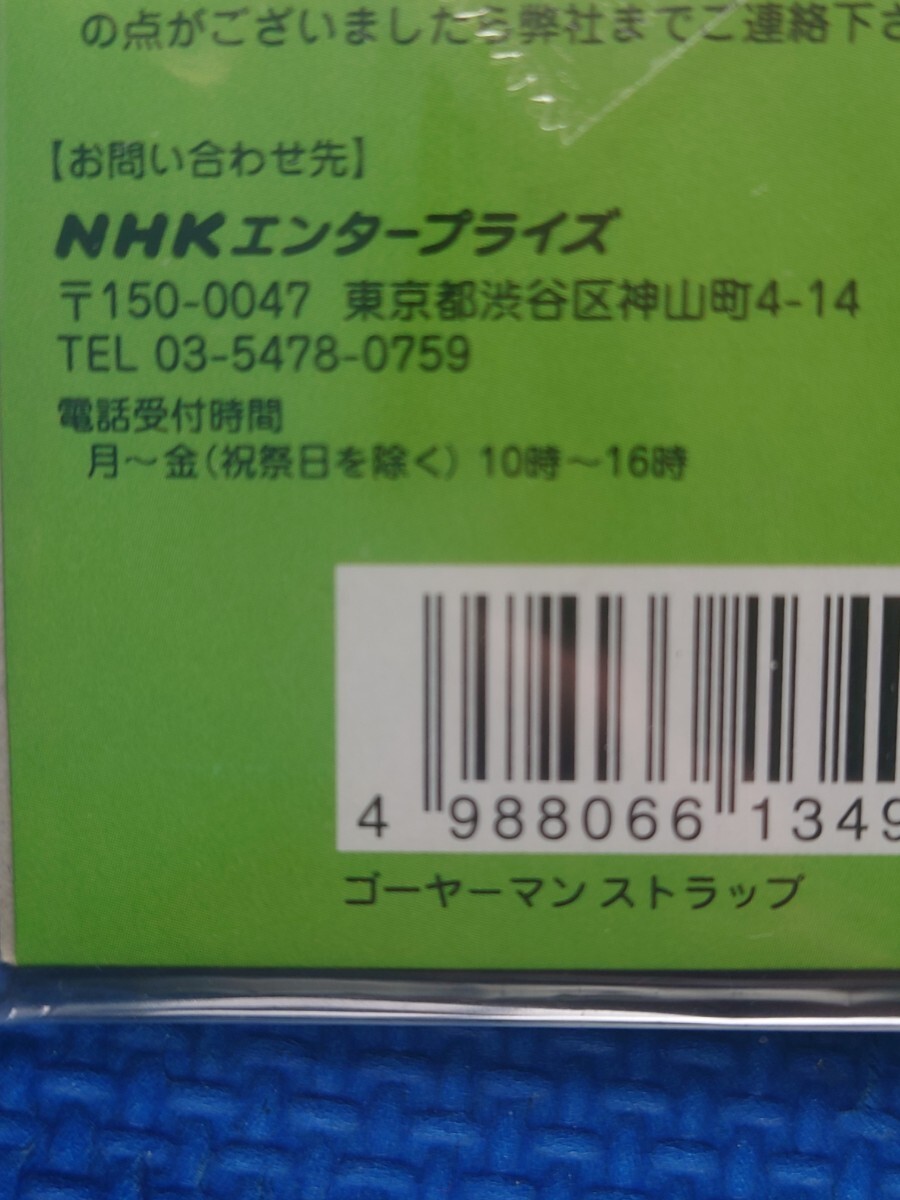 の点がございましたら弊社までご連絡下さ
【お問い合わせ先】
NHKエンタープライズ
〒150-0047 東京都渋谷区神山町4-14
TEL 03-5478-0759
電話受付時間
月～金(祝祭日を除く) 10時～16時
4 988066 1349
ゴーヤーマン ストラップ